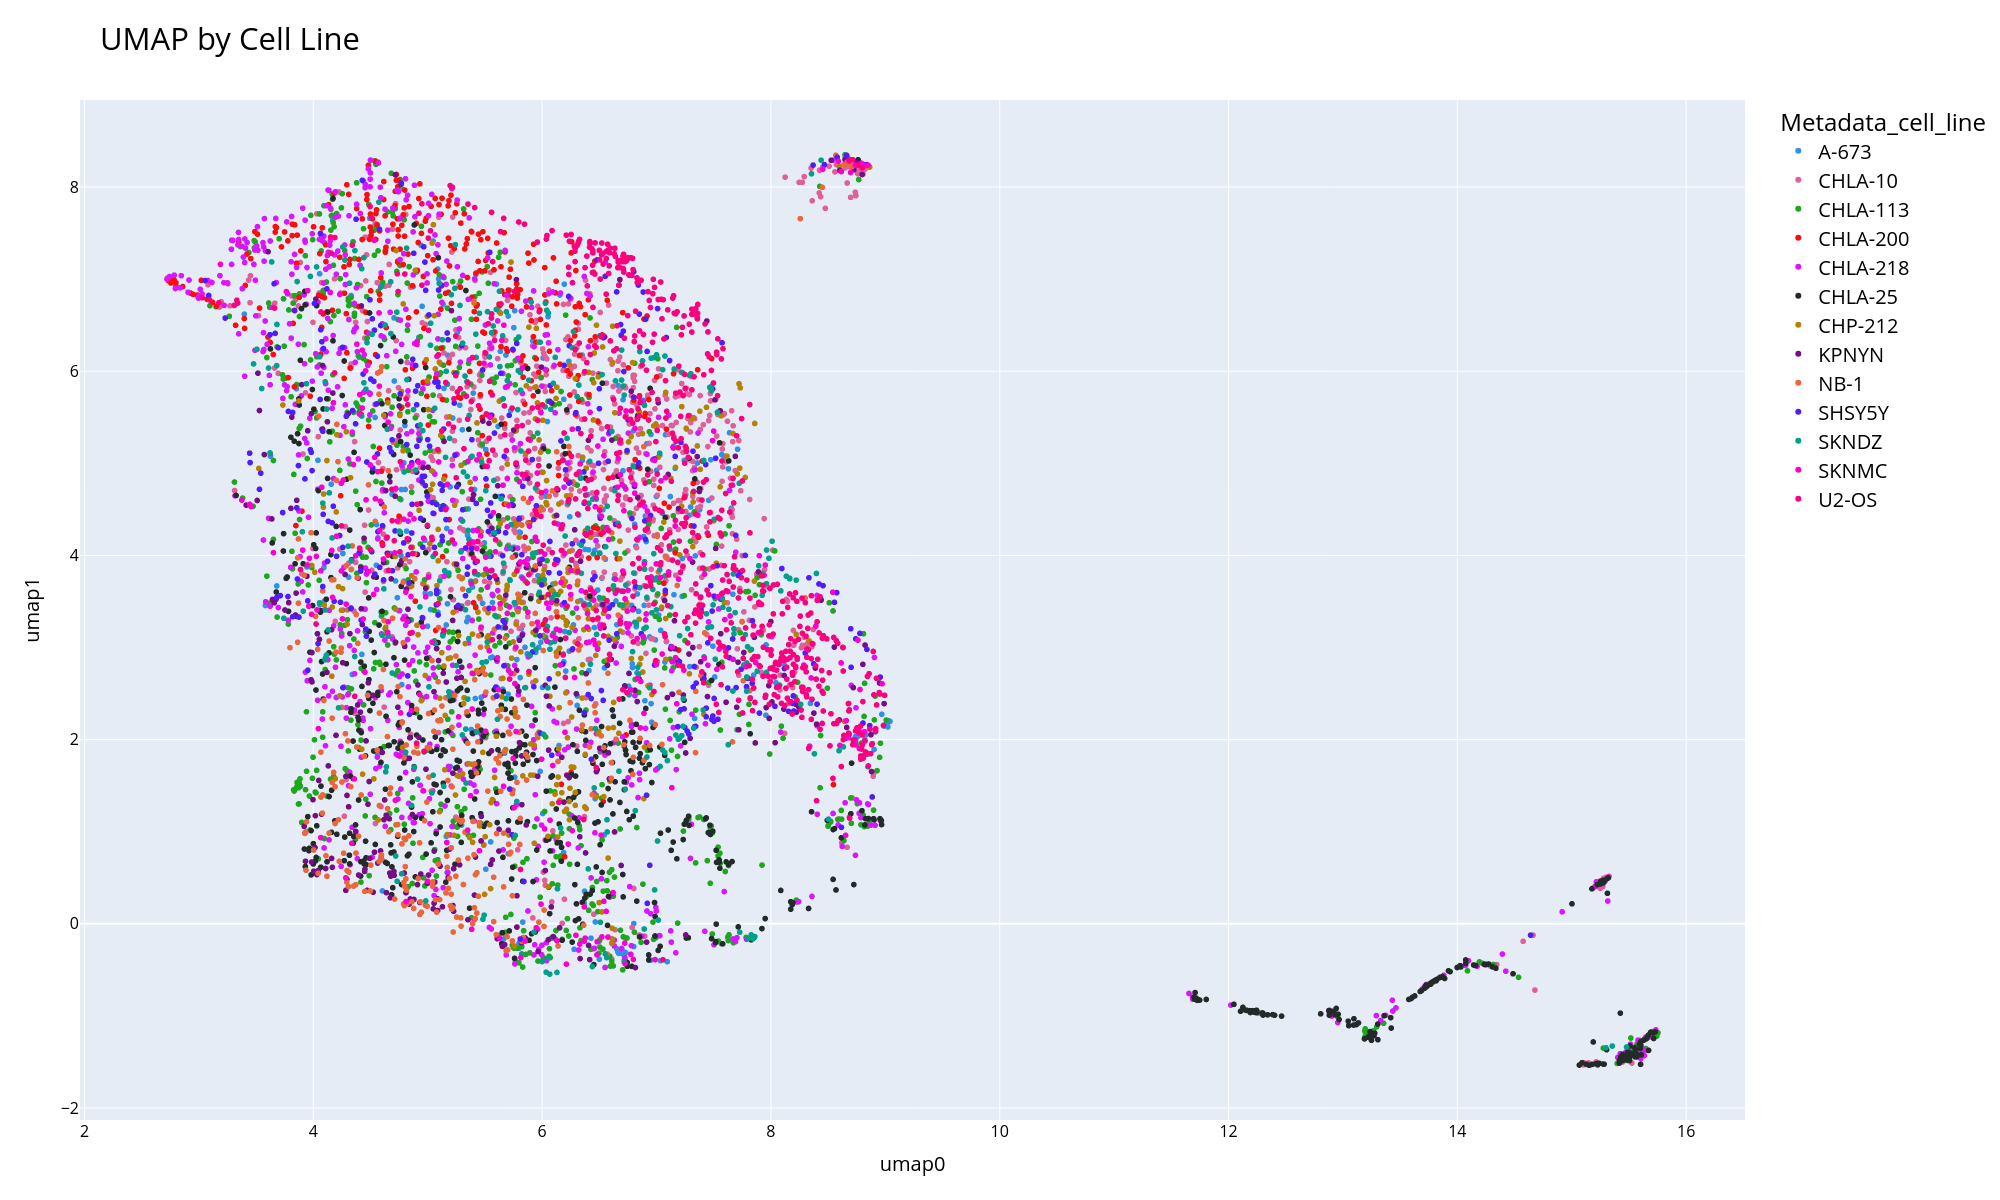 UMAP by Cell Line
Metadata_cell_line
A-673
CHLA-10
CHLA-113
CHLA-200
CHLA-218
CHLA-25
CHP-212
KPNYN
NB-1
SHSY5Y
SKNDZ
SKNMC
U2-OS
8
6
4
2
0
−2
umap1
2 4 6 8 10 12 14 16
umap0